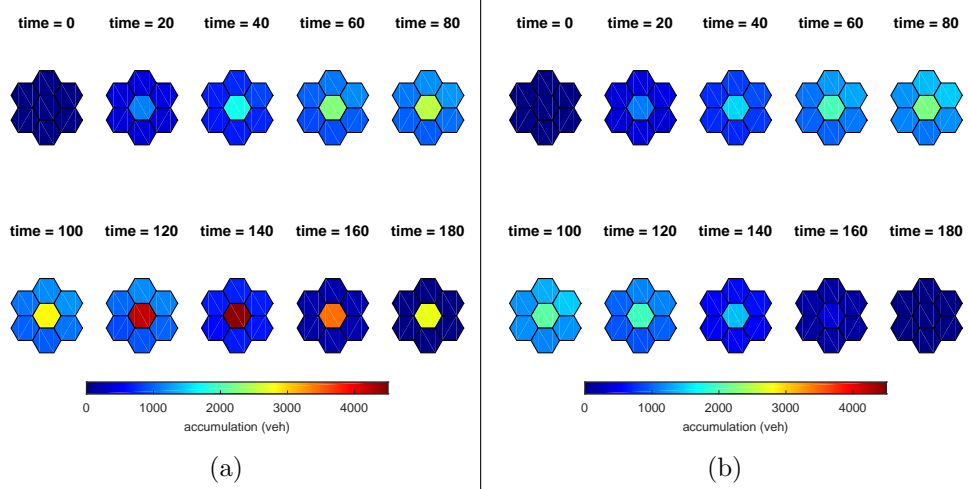 time = 0 time = 20 time = 40 time = 60 time = 80
time = 100 time = 120 time = 140 time = 160 time = 180
0 1000 2000 3000 4000
accumulation (veh)
(a)
time = 0 time = 20 time = 40 time = 60 time = 80
time = 100 time = 120 time = 140 time = 160 time = 180
0 1000 2000 3000 4000
accumulation (veh)
(b)